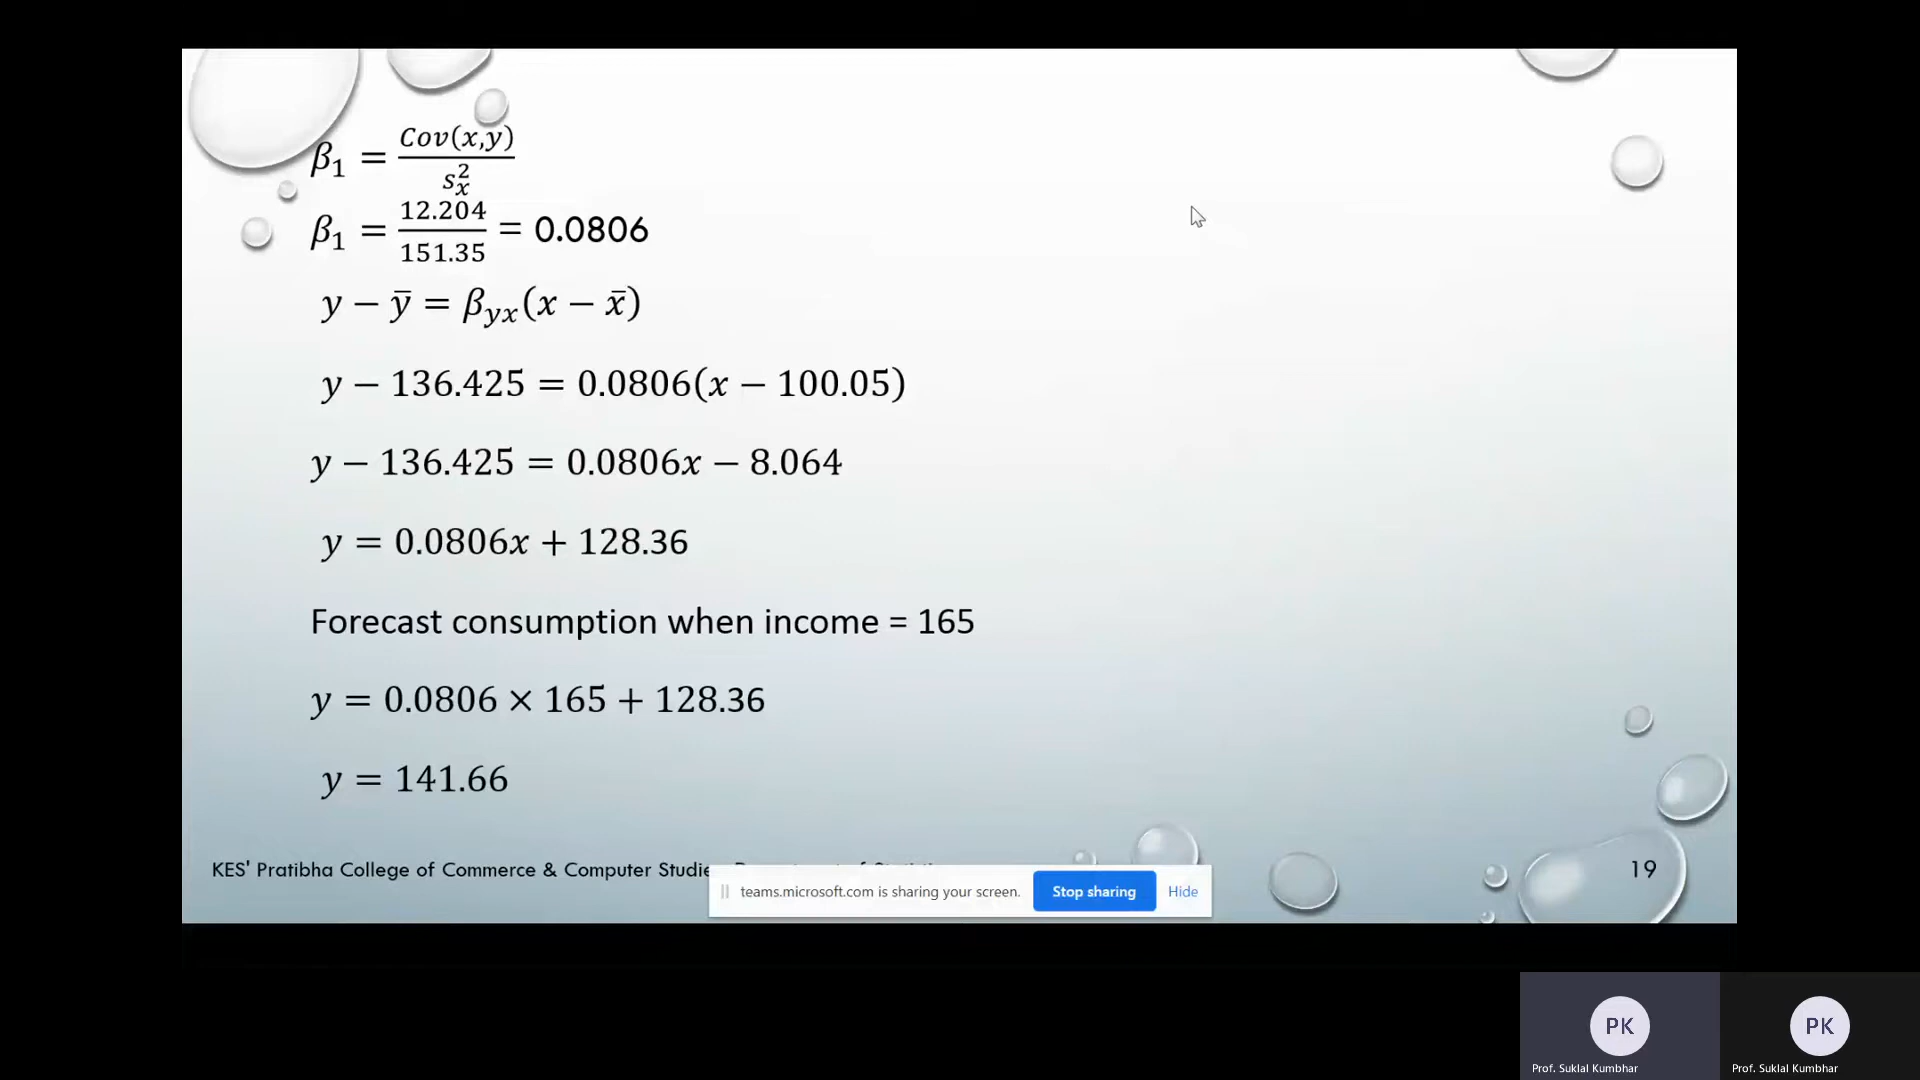 β₁ = Cov(x,y) / s²ₓ
β₁ = 12.204 / 151.35 = 0.0806
y − ȳ = βyx(x − x̄)
y − 136.425 = 0.0806(x − 100.05)
y − 136.425 = 0.0806x − 8.064
y = 0.0806x + 128.36
Forecast consumption when income = 165
y = 0.0806 × 165 + 128.36
y = 141.66
KES' Pratibha College of Commerce & Computer Studie
19
teams.microsoft.com is sharing your screen.
Stop sharing
Hide
PK
PK
Prof. Suklal Kumbhar
Prof. Suklal Kumbhar